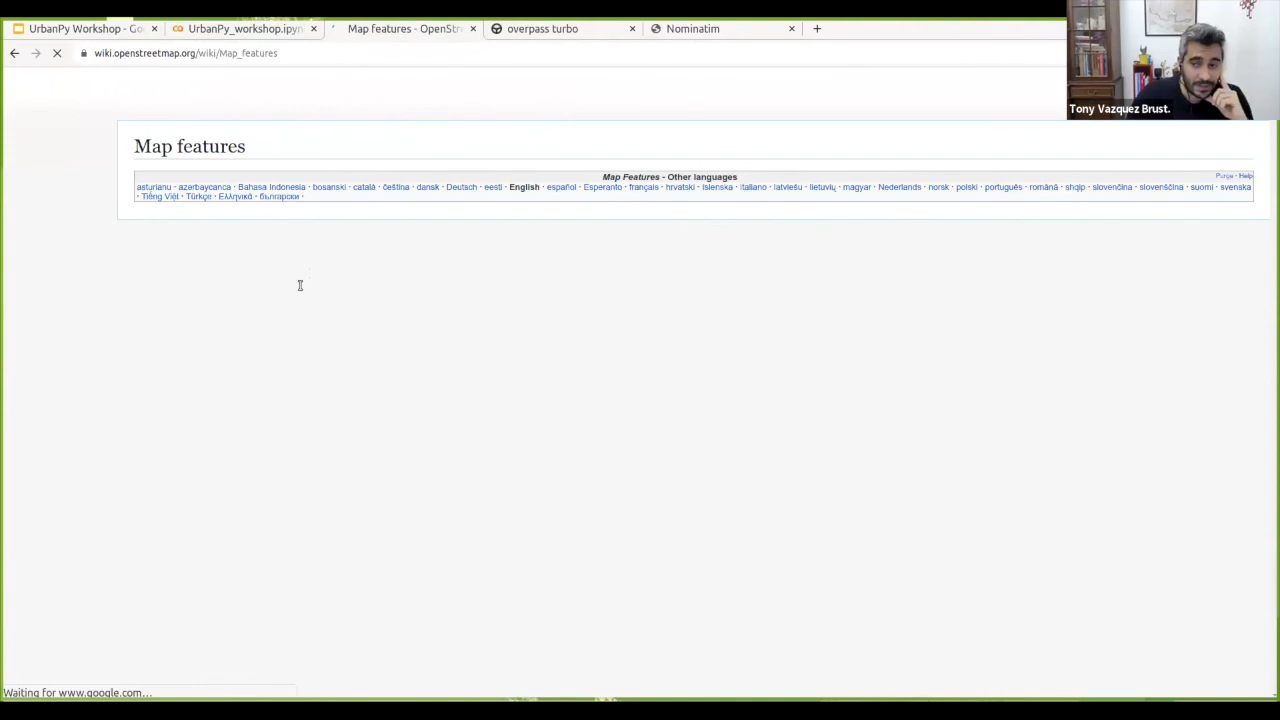 UrbanPy Workshop - Go
UrbanPy_workshop.ipyn
Map features - OpenStre
overpass turbo
Nominatim
wiki.openstreetmap.org/wiki/Map_features
Tony Vazquez Brust.
Map features
Map Features - Other languages
Purge · Help
asturianu · azərbaycanca · Bahasa Indonesia · bosanski · català · čeština · dansk · Deutsch · eesti · English · español · Esperanto · français · hrvatski · íslenska · italiano · latviešu · lietuvių · magyar · Nederlands · norsk · polski · português · română · shqip · slovenčina · slovenščina · suomi · svenska
· Tiếng Việt · Türkçe · Ελληνικά · български ·
Waiting for www.google.com…